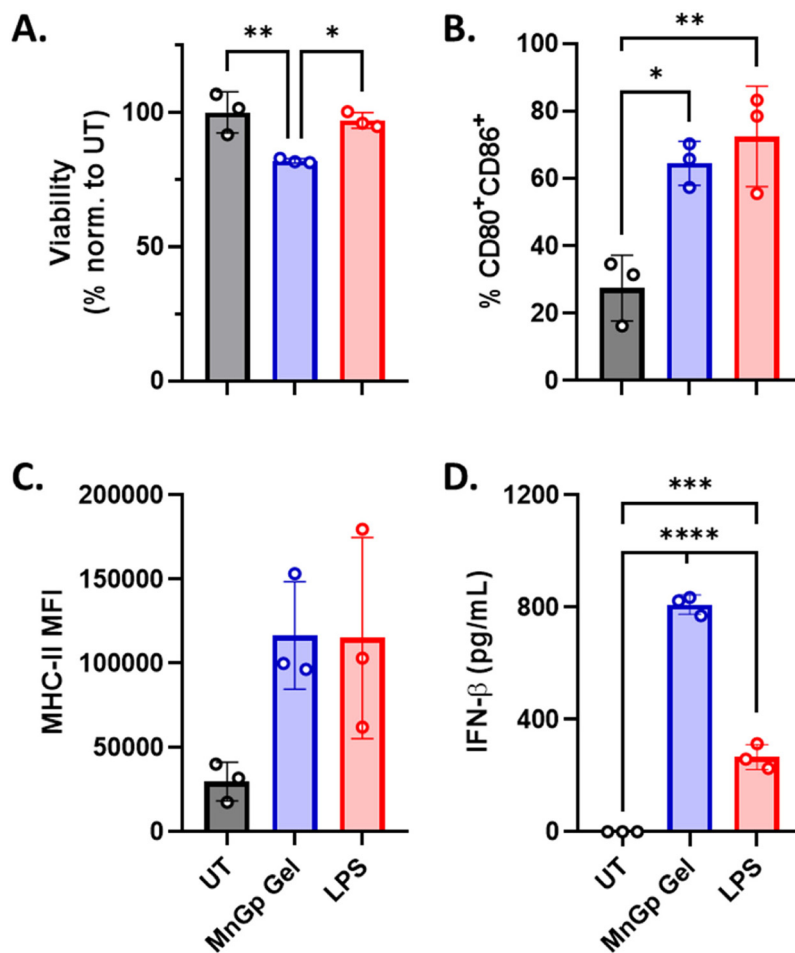 A.
Viability
(% norm. to UT)
100
50
0
**
*
B.
% CD80+CD86+
100
80
60
40
20
0
**
*
C.
MHC-II MFI
200000
150000
100000
50000
0
UT
MnGp Gel
LPS
D.
IFN-β (pg/mL)
1200
800
400
0
***
****
UT
MnGp Gel
LPS